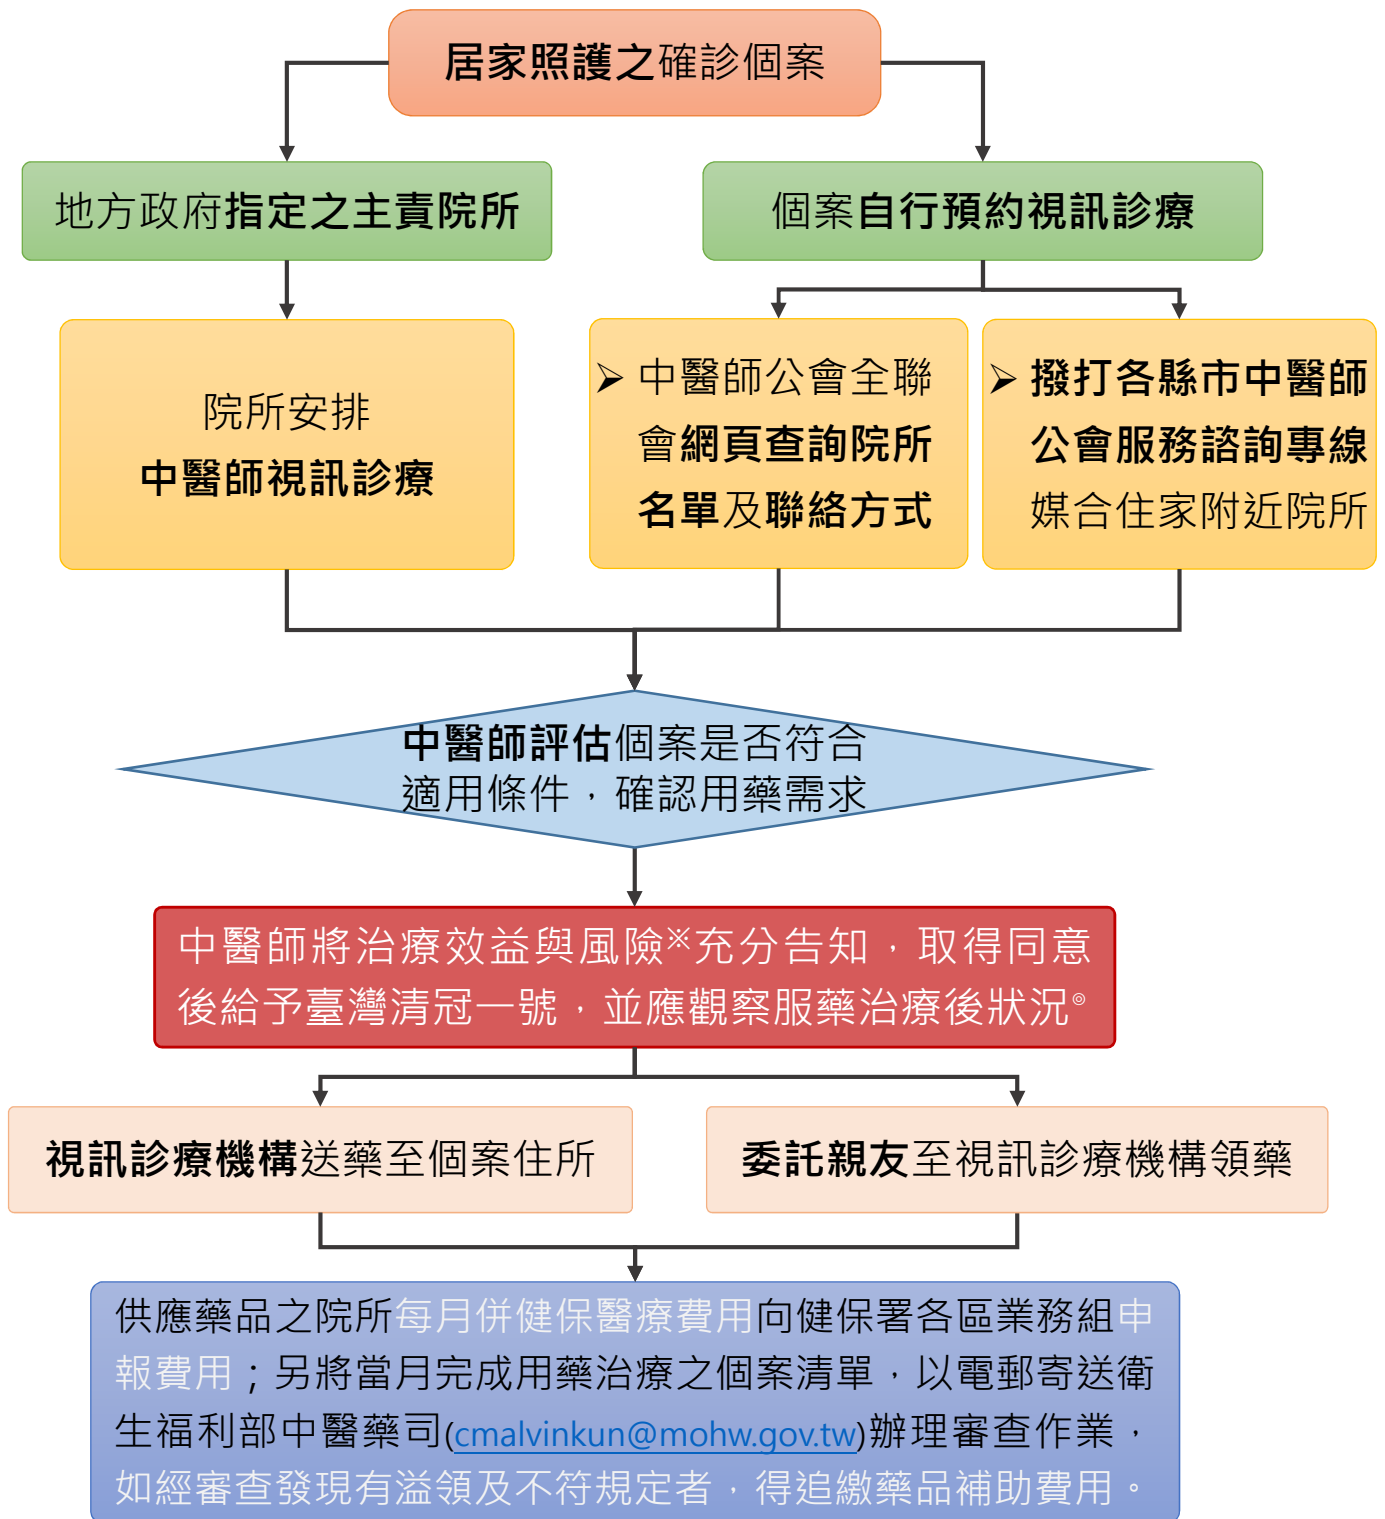 居家照護之確診個案
地方政府指定之主責院所
個案自行預約視訊診療
院所安排
中醫師視訊診療
➢ 中醫師公會全聯
會網頁查詢院所
名單及聯絡方式
➢ 撥打各縣市中醫師
公會服務諮詢專線
媒合住家附近院所
中醫師評估個案是否符合
適用條件，確認用藥需求
中醫師將治療效益與風險※充分告知，取得同意
後給予臺灣清冠一號，並應觀察服藥治療後狀況◎
視訊診療機構送藥至個案住所
委託親友至視訊診療機構領藥
供應藥品之院所每月併健保醫療費用向健保署各區業務組申
報費用；另將當月完成用藥治療之個案清單，以電郵寄送衛
生福利部中醫藥司(cmalvinkun@mohw.gov.tw)辦理審查作業，
如經審查發現有溢領及不符規定者，得追繳藥品補助費用。